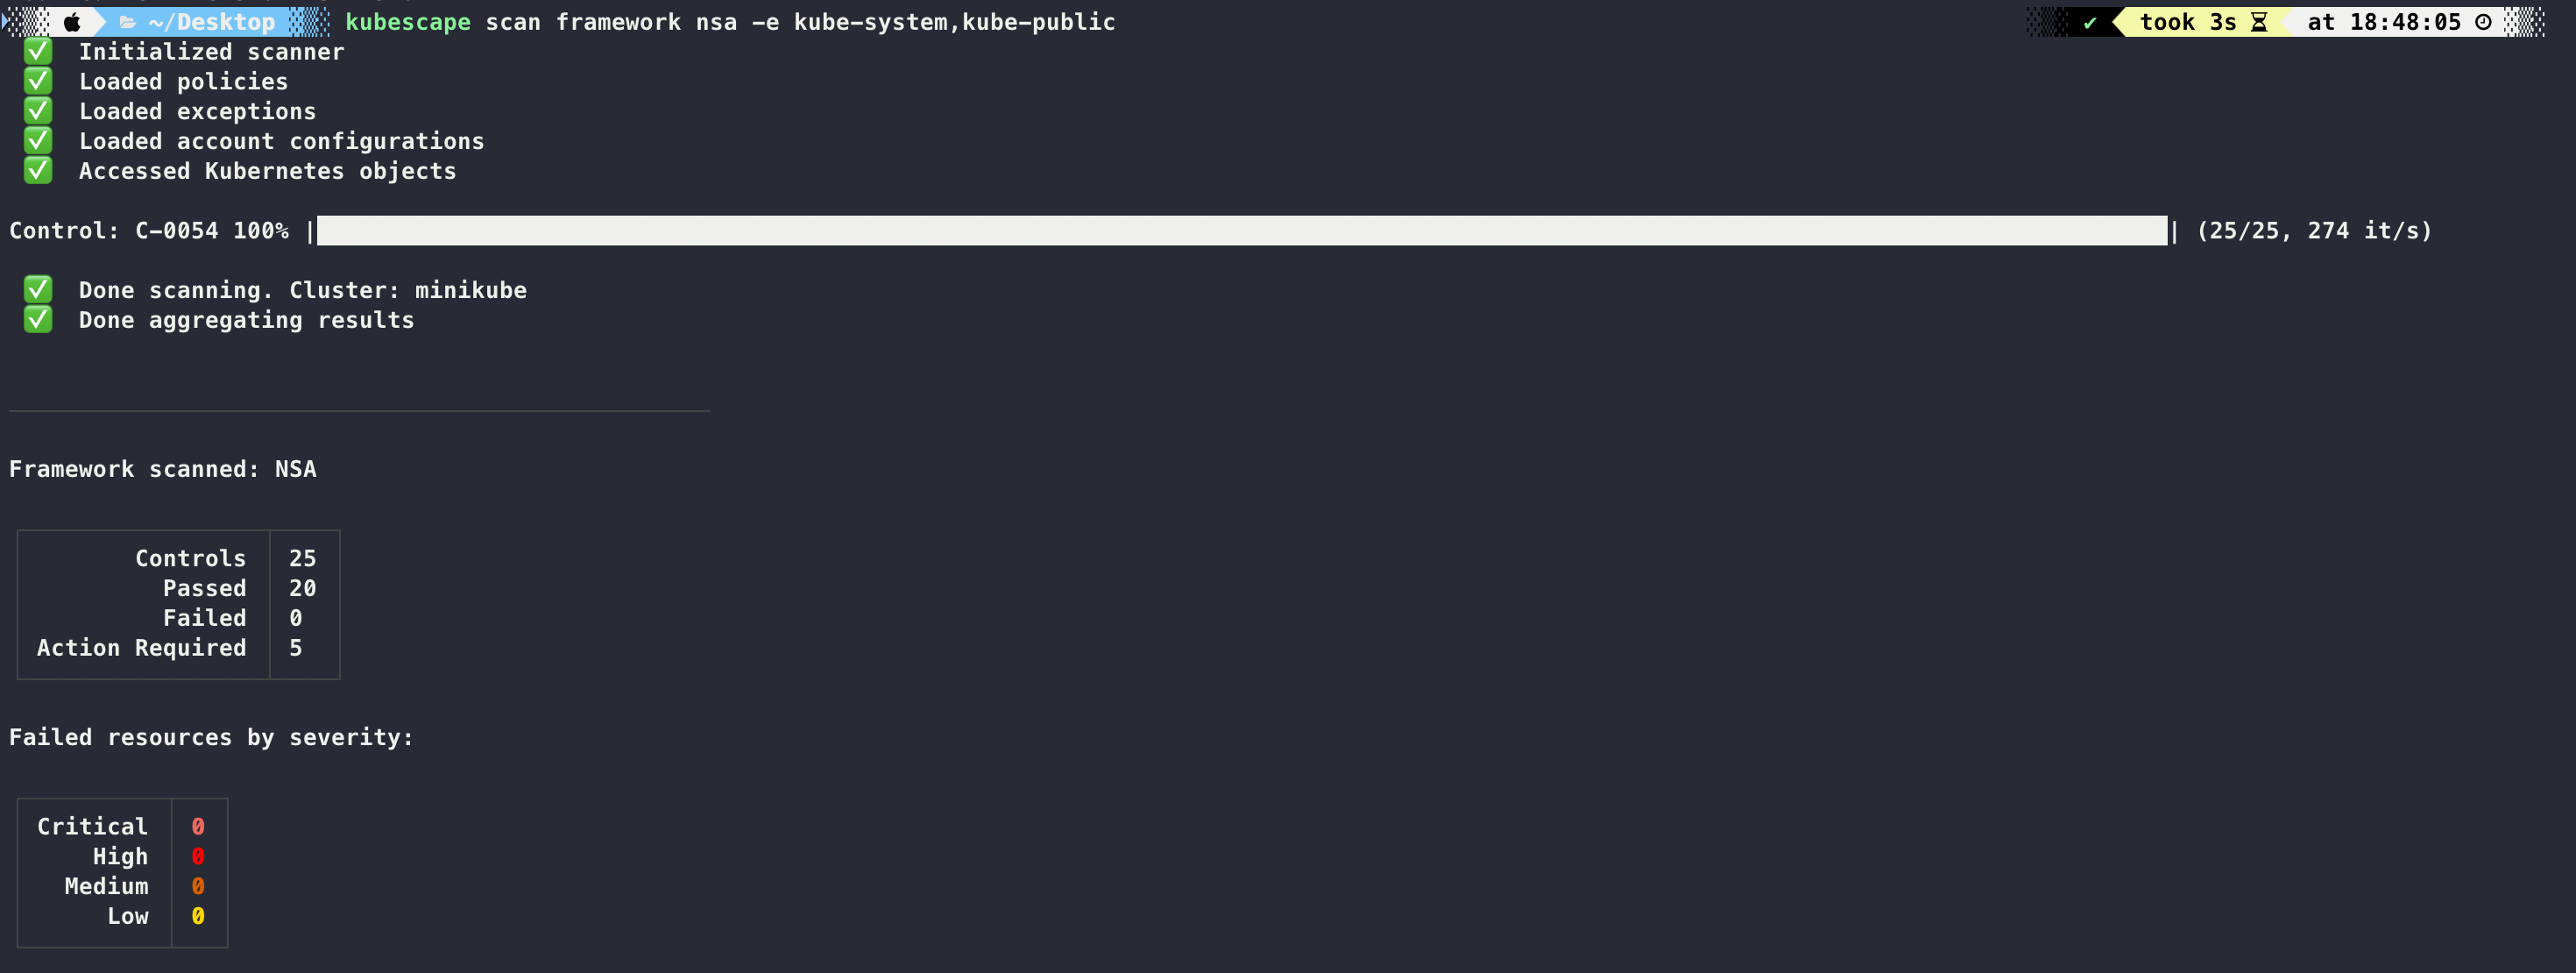 ~/Desktop kubescape scan framework nsa -e kube-system,kube-public ✔ took 3s at 18:48:05
✅ Initialized scanner
✅ Loaded policies
✅ Loaded exceptions
✅ Loaded account configurations
✅ Accessed Kubernetes objects
Control: C-0054 100% | | (25/25, 274 it/s)
✅ Done scanning. Cluster: minikube
✅ Done aggregating results
Framework scanned: NSA
Controls 25
Passed 20
Failed 0
Action Required 5
Failed resources by severity:
Critical 0
High 0
Medium 0
Low 0